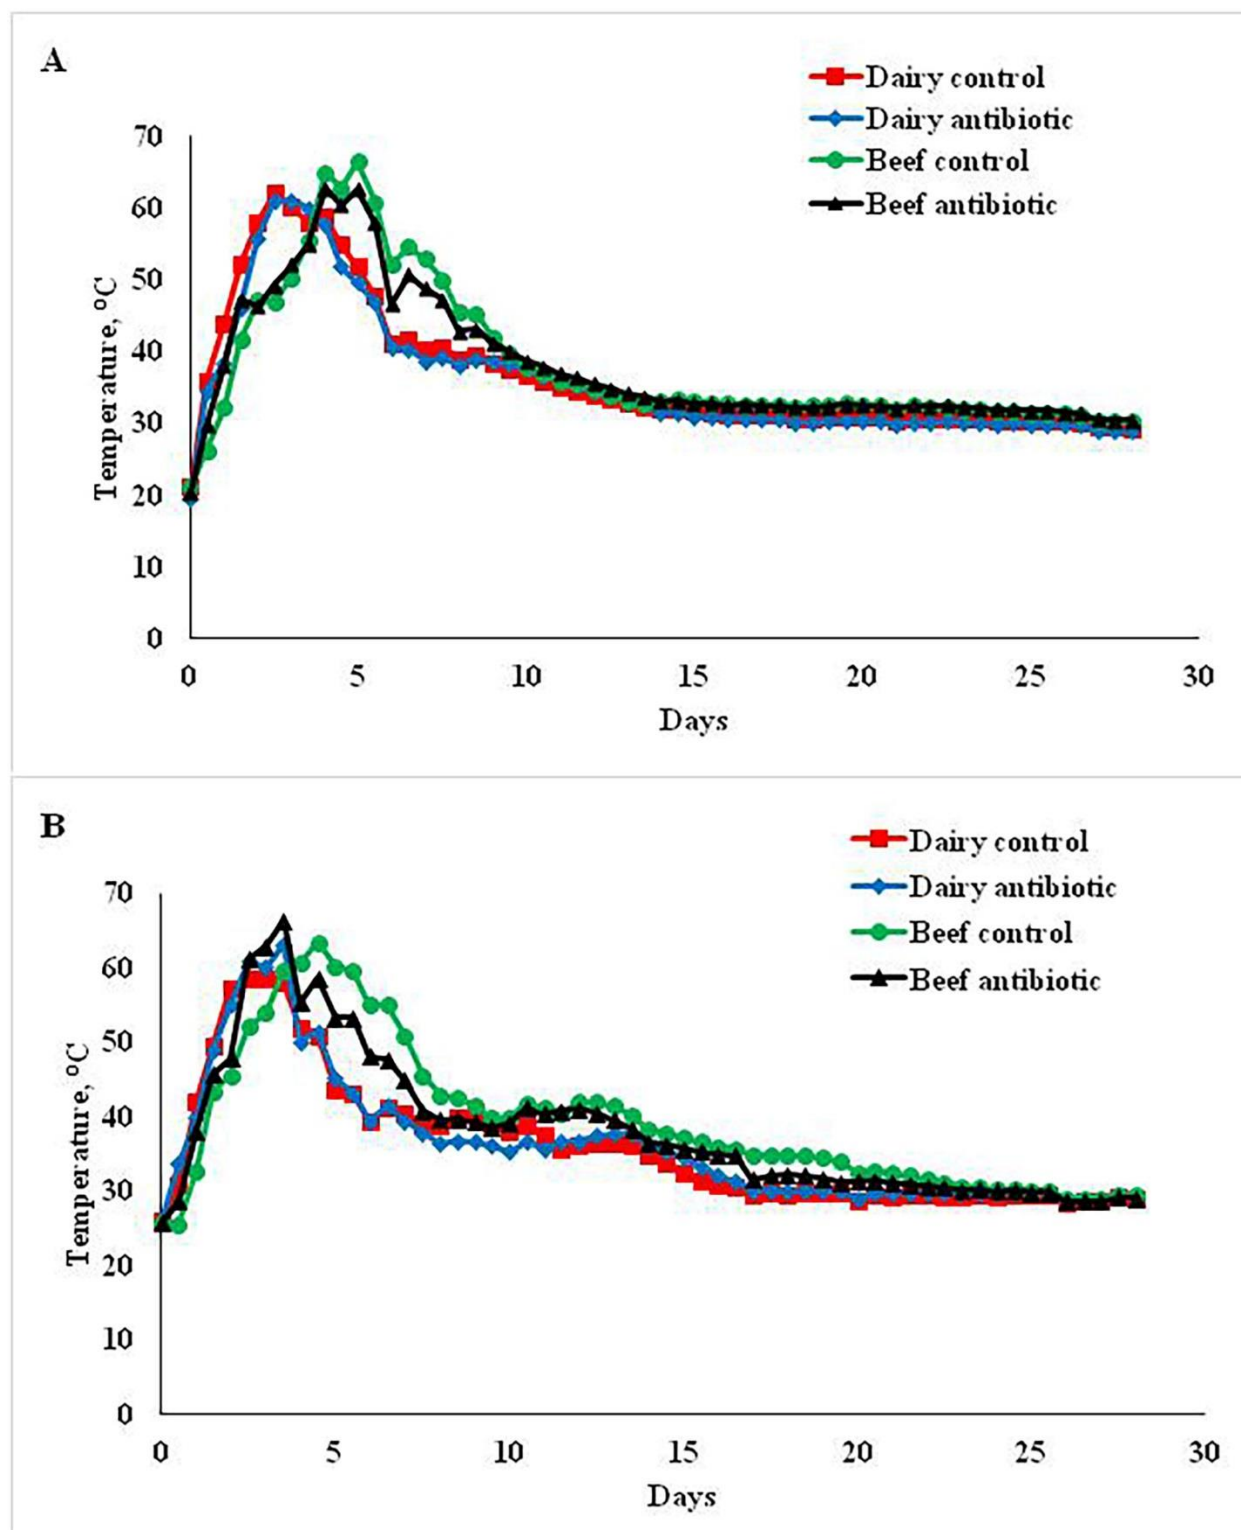 A
Dairy control
Dairy antibiotic
Beef control
Beef antibiotic
70
60
50
40
30
20
10
0
Temperature, °C
0 5 10 15 20 25 30
Days
B
Dairy control
Dairy antibiotic
Beef control
Beef antibiotic
70
60
50
40
30
20
10
0
Temperature, °C
0 5 10 15 20 25 30
Days